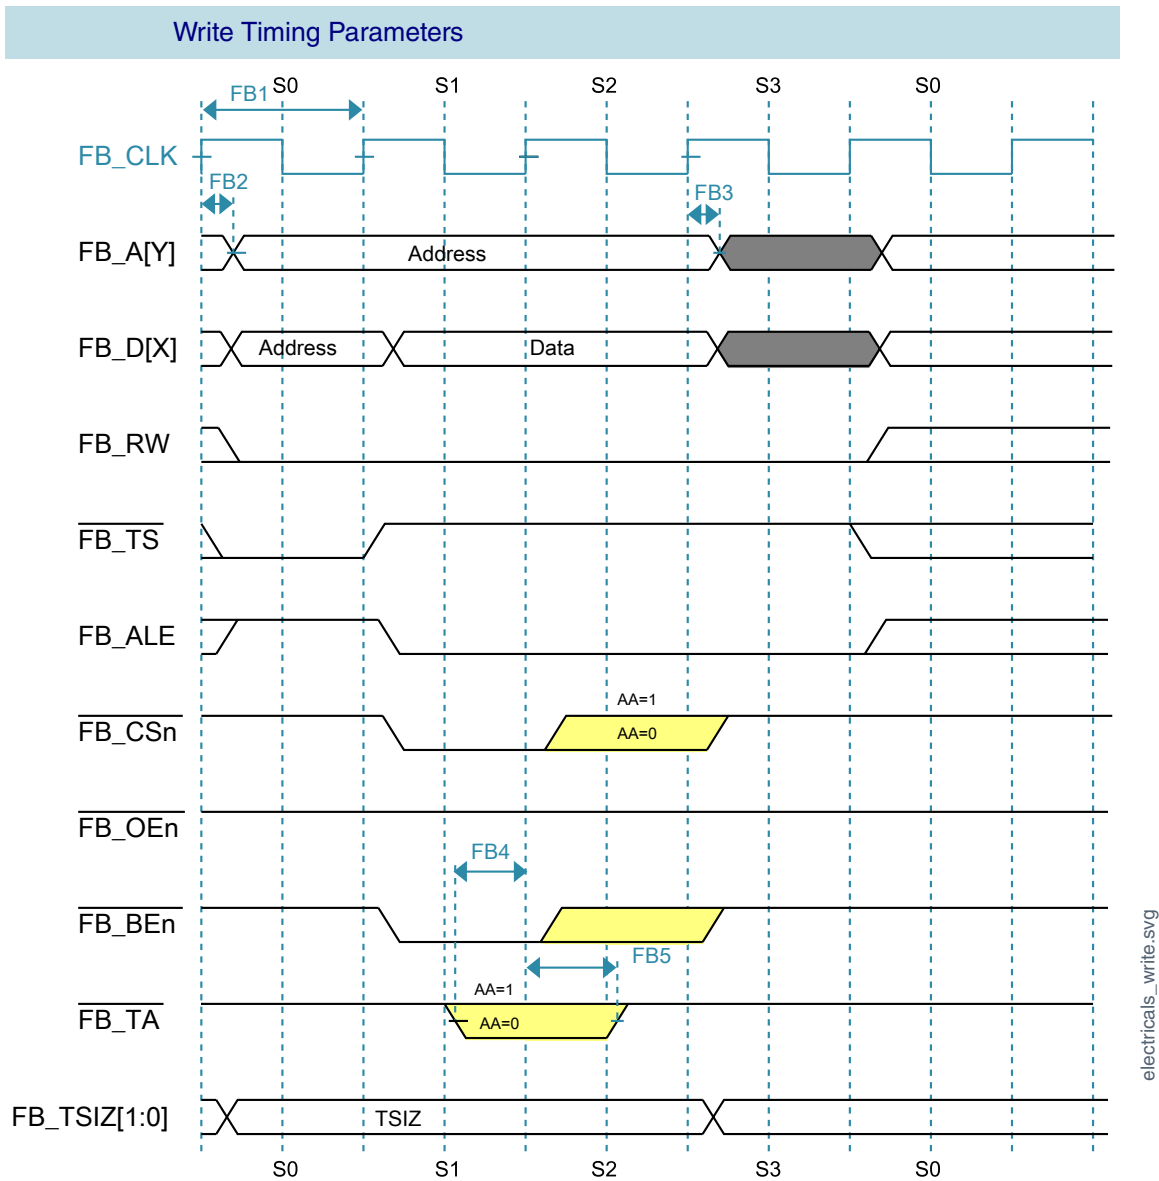 Write Timing Parameters
S0 S1 S2 S3 S0
FB1
FB_CLK
FB2
FB3
FB_A[Y]
Address
FB_D[X]
Address
Data
FB_RW
FB_TS
FB_ALE
AA=1
FB_CSn
AA=0
FB_OEn
FB4
FB_BEn
FB5
AA=1
FB_TA
AA=0
FB_TSIZ[1:0]
TSIZ
S0 S1 S2 S3 S0
electricals_write.svg